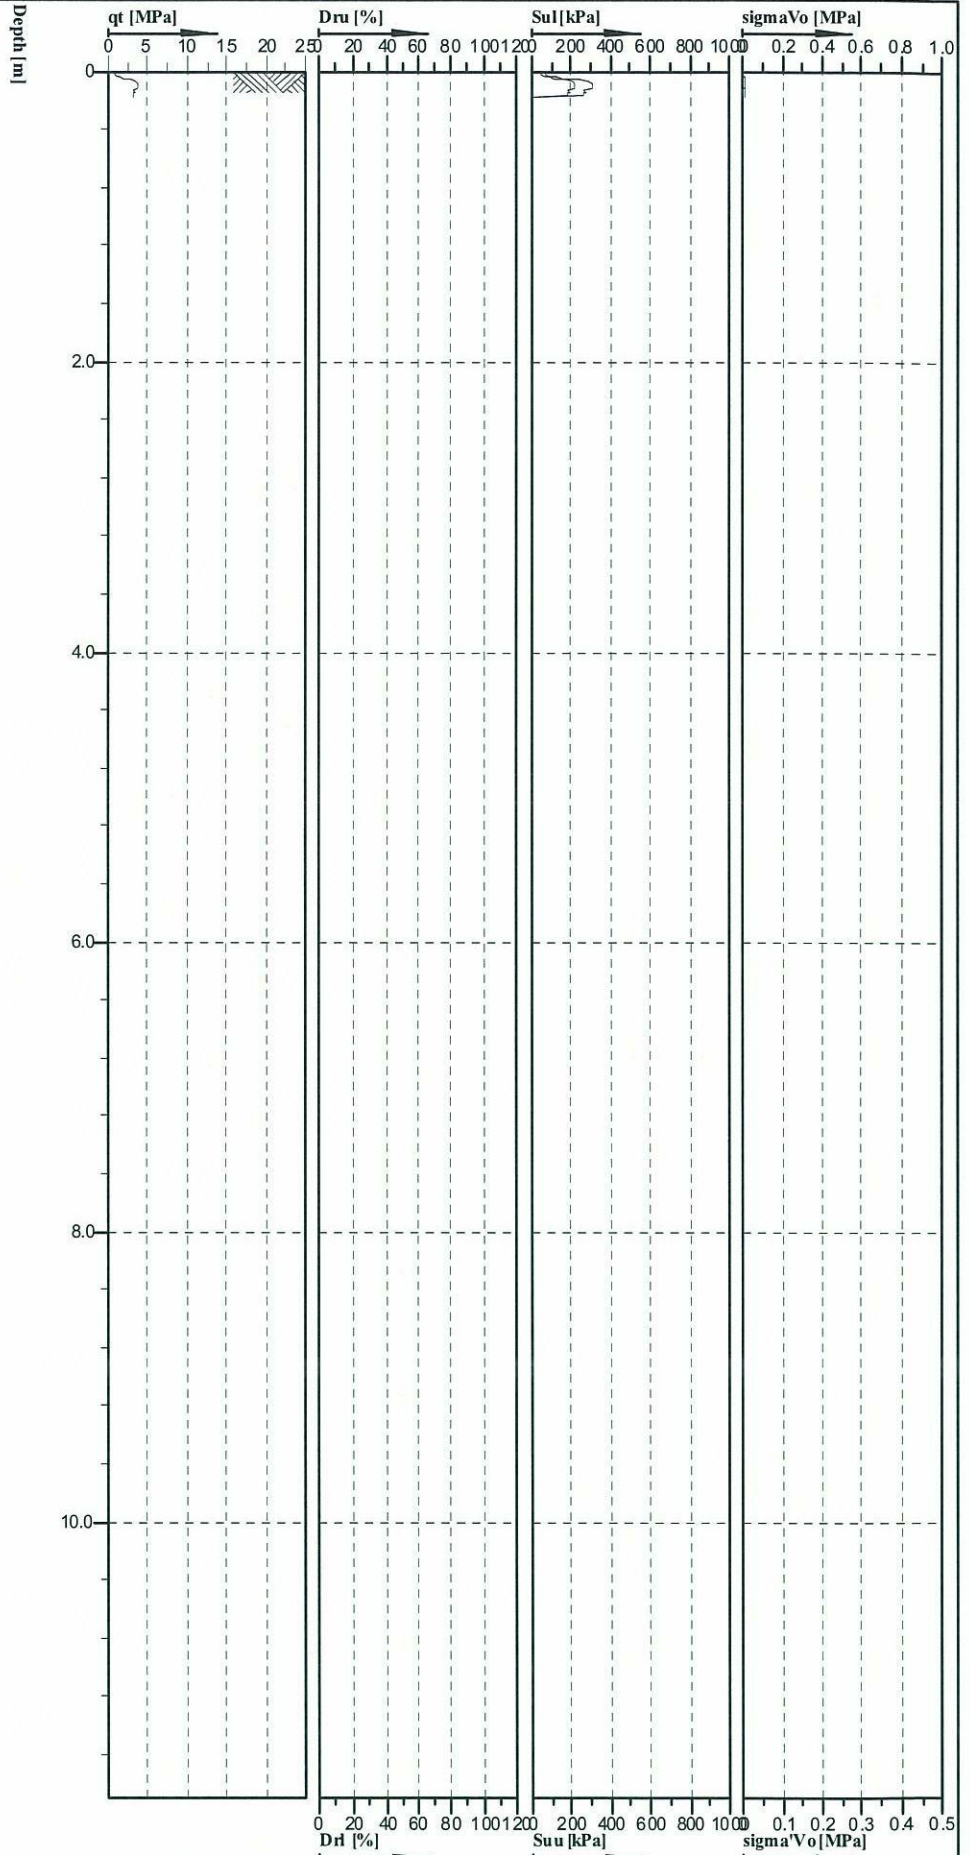 Depth [m]
qt [MPa] Dru [%] Sul [kPa] sigmaVo [MPa]
0 5 10 15 20 25 0 20 40 60 80 100 120 0 200 400 600 800 1000 0 0.2 0.4 0.6 0.8 1.0
0
2.0
4.0
6.0
8.0
10.0
0 20 40 60 80 100 120 0 200 400 600 800 1000 0 0.1 0.2 0.3 0.4 0.5
Drl [%] Suu [kPa] sigma'Vo [MPa]